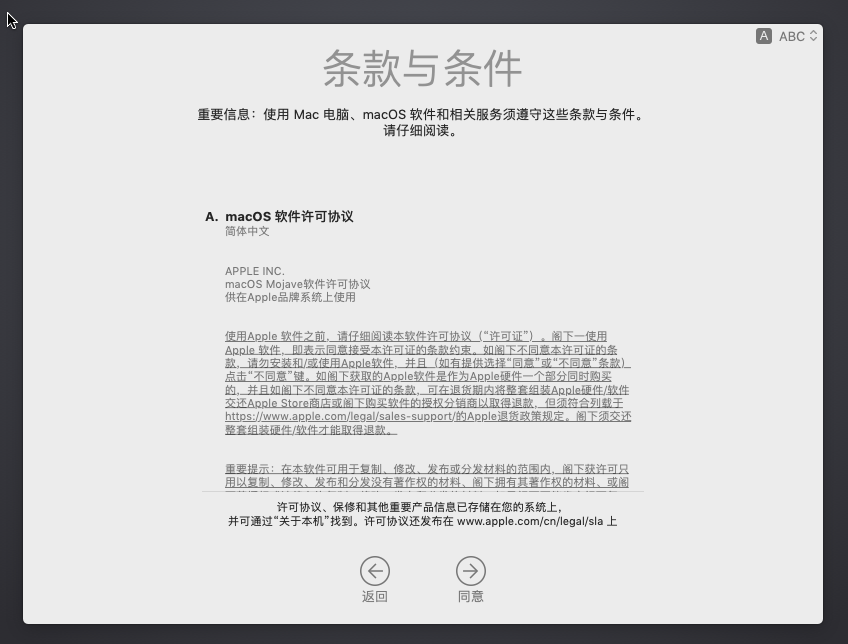 A ABC
条款与条件
重要信息：使用 Mac 电脑、macOS 软件和相关服务须遵守这些条款与条件。
请仔细阅读。
A. macOS 软件许可协议
简体中文
APPLE INC.
macOS Mojave软件许可协议
供在Apple品牌系统上使用
使用Apple 软件之前，请仔细阅读本软件许可协议（“许可证”）。阁下一使用
Apple 软件，即表示同意接受本许可证的条款约束。如阁下不同意本许可证的条
款，请勿安装和/或使用Apple软件，并且（如有提供选择“同意”或“不同意”条款）
点击“不同意”键。如阁下获取的Apple软件是作为Apple硬件一个部分同时购买
的，并且如阁下不同意本许可证的条款，可在退货期内将整套组装Apple硬件/软件
交还Apple Store商店或阁下购买软件的授权分销商以取得退款，但须符合列载于
https://www.apple.com/legal/sales-support/的Apple退货政策规定。阁下须交还
整套组装硬件/软件才能取得退款。
重要提示：在本软件可用于复制、修改、发布或分发材料的范围内，阁下获许可只
用以复制、修改、发布和分发没有著作权的材料、阁下拥有其著作权的材料、或阁
许可协议、保修和其他重要产品信息已存储在您的系统上，
并可通过“关于本机”找到。许可协议还发布在 www.apple.com/cn/legal/sla 上
返回 同意